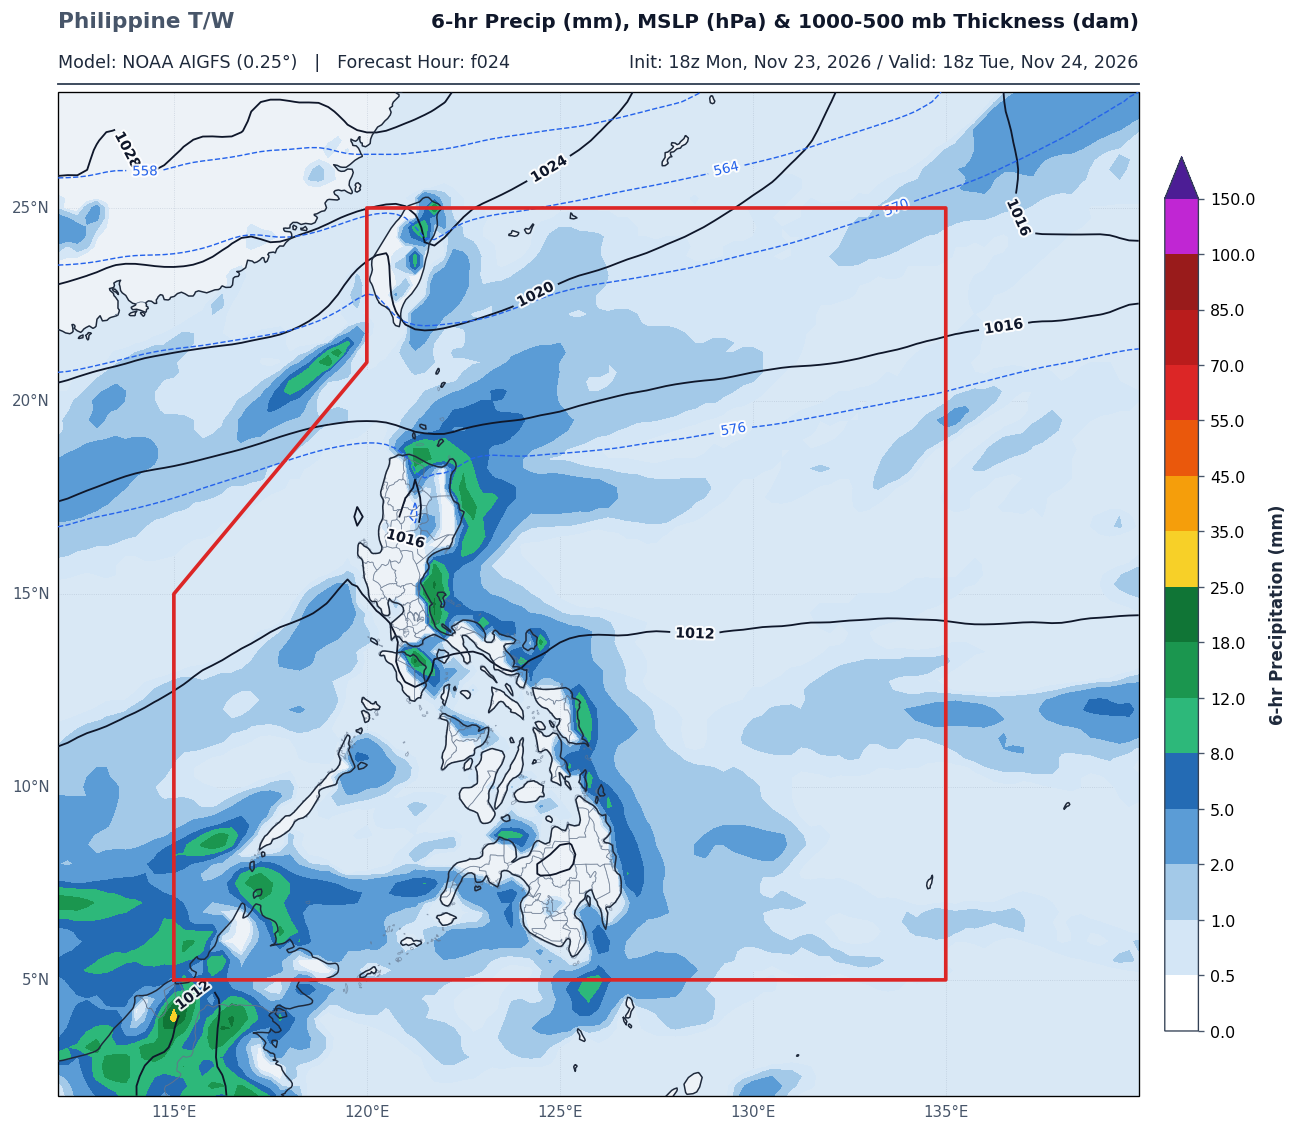 Philippine T/W
6-hr Precip (mm), MSLP (hPa) & 1000-500 mb Thickness (dam)
Model: NOAA AIGFS (0.25°) | Forecast Hour: f024
Init: 18z Mon, Nov 23, 2026 / Valid: 18z Tue, Nov 24, 2026
1028
558
1024
564
570
1016
25°N
1020
1016
20°N
576
1016
15°N
1012
10°N
5°N
1012
115°E
120°E
125°E
130°E
135°E
150.0
100.0
85.0
70.0
55.0
45.0
35.0
25.0
18.0
12.0
8.0
5.0
2.0
1.0
0.5
0.0
6-hr Precipitation (mm)